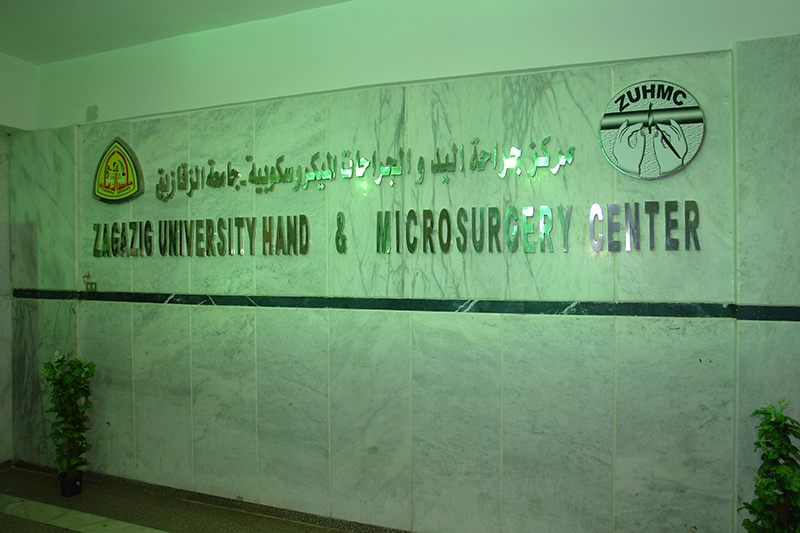 ZUHMC
مركز جراحة اليد و الجراحات الميكروسكوبية - جامعة الزقازيق
ZAGAZIG UNIVERSITY HAND & MICROSURGERY CENTER